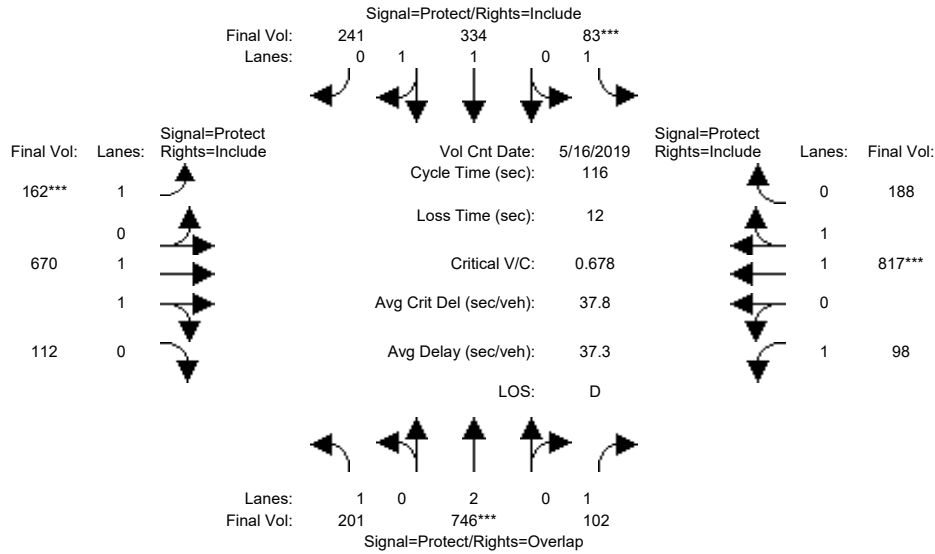 Signal=Protect/Rights=Include
Final Vol: 241 334 83***
Lanes: 0 1 1 0 1
Signal=Protect Signal=Protect
Final Vol: Lanes: Rights=Include Vol Cnt Date: 5/16/2019 Rights=Include Lanes: Final Vol:
Cycle Time (sec): 116
162*** 1 0 188
Loss Time (sec): 12
0 1
670 1 Critical V/C: 0.678 1 817***
1 Avg Crit Del (sec/veh): 37.8 0
112 0 Avg Delay (sec/veh): 37.3 1 98
LOS: D
Lanes: 1 0 2 0 1
Final Vol: 201 746*** 102
Signal=Protect/Rights=Overlap